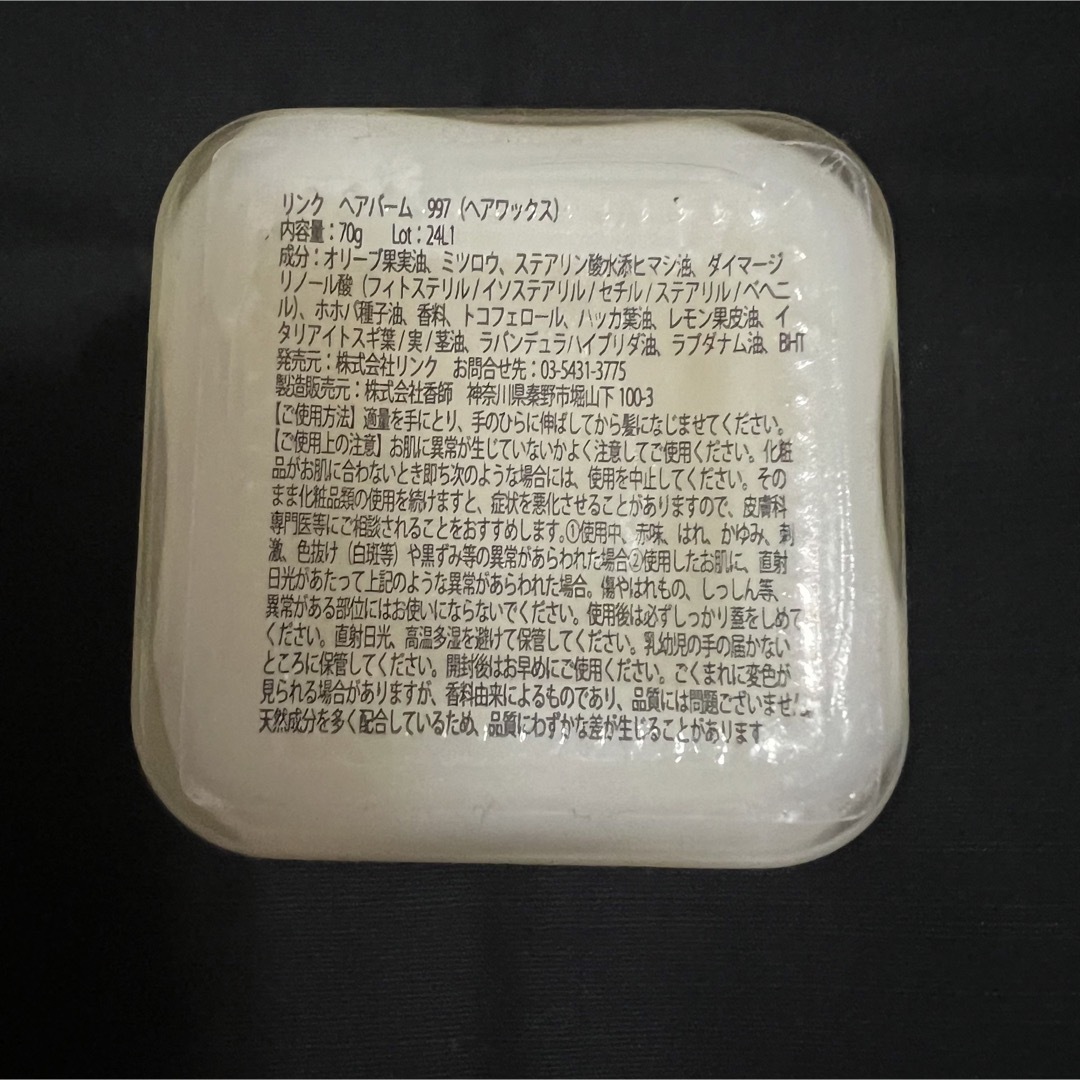 リンク ヘアバーム 997（ヘアワックス）
内容量：70g Lot：24L1
成分：オリーブ果実油、ミツロウ、ステアリン酸水添ヒマシ油、ダイマージ
リノール酸（フィトステリル/イソステアリル/セチル/ステアリル/ベヘニ
ル）、ホホバ種子油、香料、トコフェロール、ハッカ葉油、レモン果皮油、イ
タリアイトスギ葉/実/茎油、ラバンデュラハイブリダ油、ラブダナム油、BHT
発売元：株式会社リンク お問合せ先：03-5431-3775
製造販売元：株式会社香師 神奈川県秦野市堀山下100-3
【ご使用方法】適量を手にとり、手のひらに伸ばしてから髪になじませてください。
【ご使用上の注意】お肌に異常が生じていないかよく注意してご使用ください。化粧
品がお肌に合わないとき即ち次のような場合には、使用を中止してください。その
まま化粧品類の使用を続けますと、症状を悪化させることがありますので、皮膚科
専門医等にご相談されることをおすすめします。①使用中、赤味、はれ、かゆみ、刺
激、色抜け（白斑等）や黒ずみ等の異常があらわれた場合②使用したお肌に、直射
日光があたって上記のような異常があらわれた場合。傷やはれもの、しっしん等、
異常がある部位にはお使いにならないでください。使用後は必ずしっかり蓋をしめて
ください。直射日光、高温多湿を避けて保管してください。乳幼児の手の届かない
ところに保管してください。開封後はお早めにご使用ください。ごくまれに変色が
見られる場合がありますが、香料由来によるものであり、品質には問題ございません。
天然成分を多く配合しているため、品質にわずかな差が生じることがあります